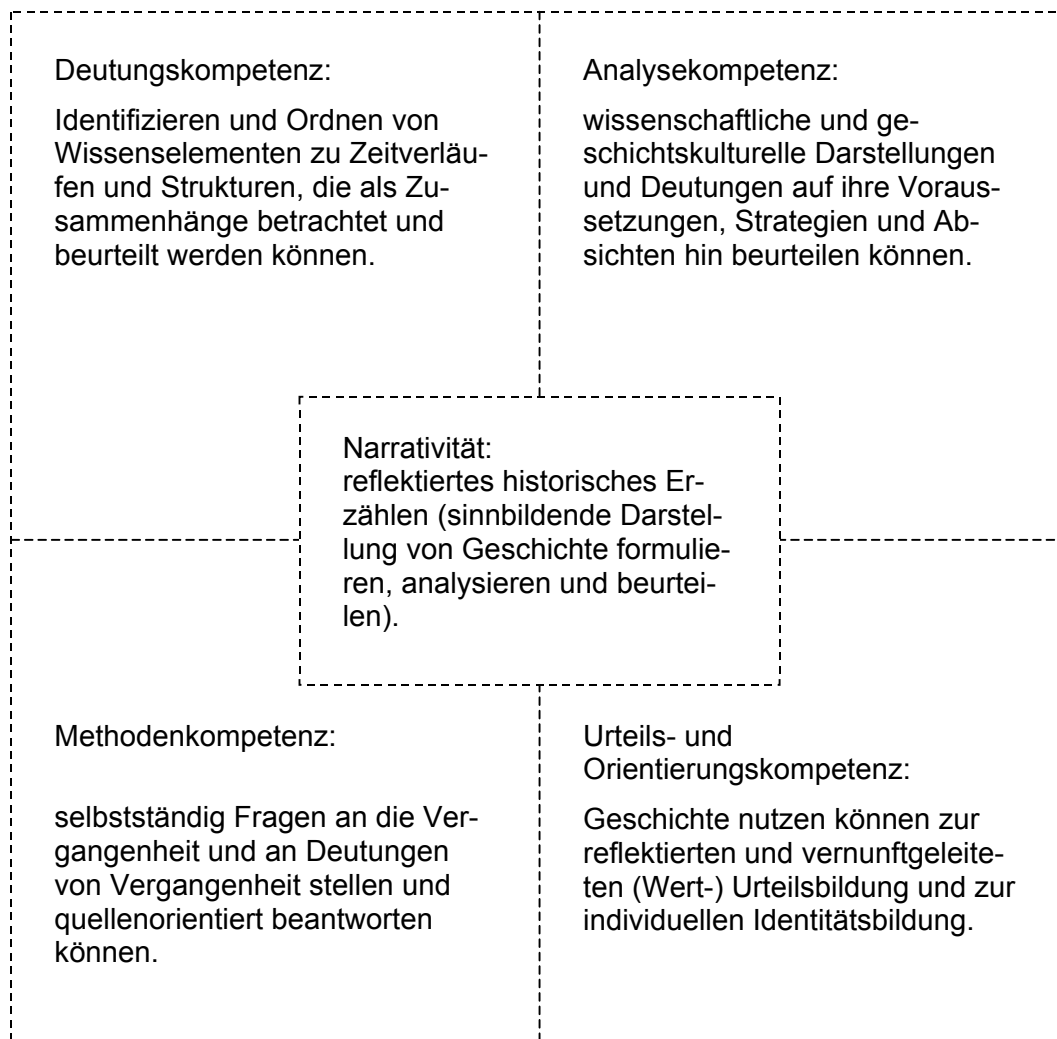 Deutungskompetenz:
Identifizieren und Ordnen von
Wissenselementen zu Zeitverläu-
fen und Strukturen, die als Zu-
sammenhänge betrachtet und
beurteilt werden können.
Analysekompetenz:
wissenschaftliche und ge-
schichtskulturelle Darstellungen
und Deutungen auf ihre Voraus-
setzungen, Strategien und Ab-
sichten hin beurteilen können.
Narrativität:
reflektiertes historisches Er-
zählen (sinnbildende Darstel-
lung von Geschichte formulie-
ren, analysieren und beurtei-
len).
Methodenkompetenz:
selbstständig Fragen an die Ver-
gangenheit und an Deutungen
von Vergangenheit stellen und
quellenorientiert beantworten
können.
Urteils- und
Orientierungskompetenz:
Geschichte nutzen können zur
reflektierten und vernunftgeleite-
ten (Wert-) Urteilsbildung und zur
individuellen Identitätsbildung.